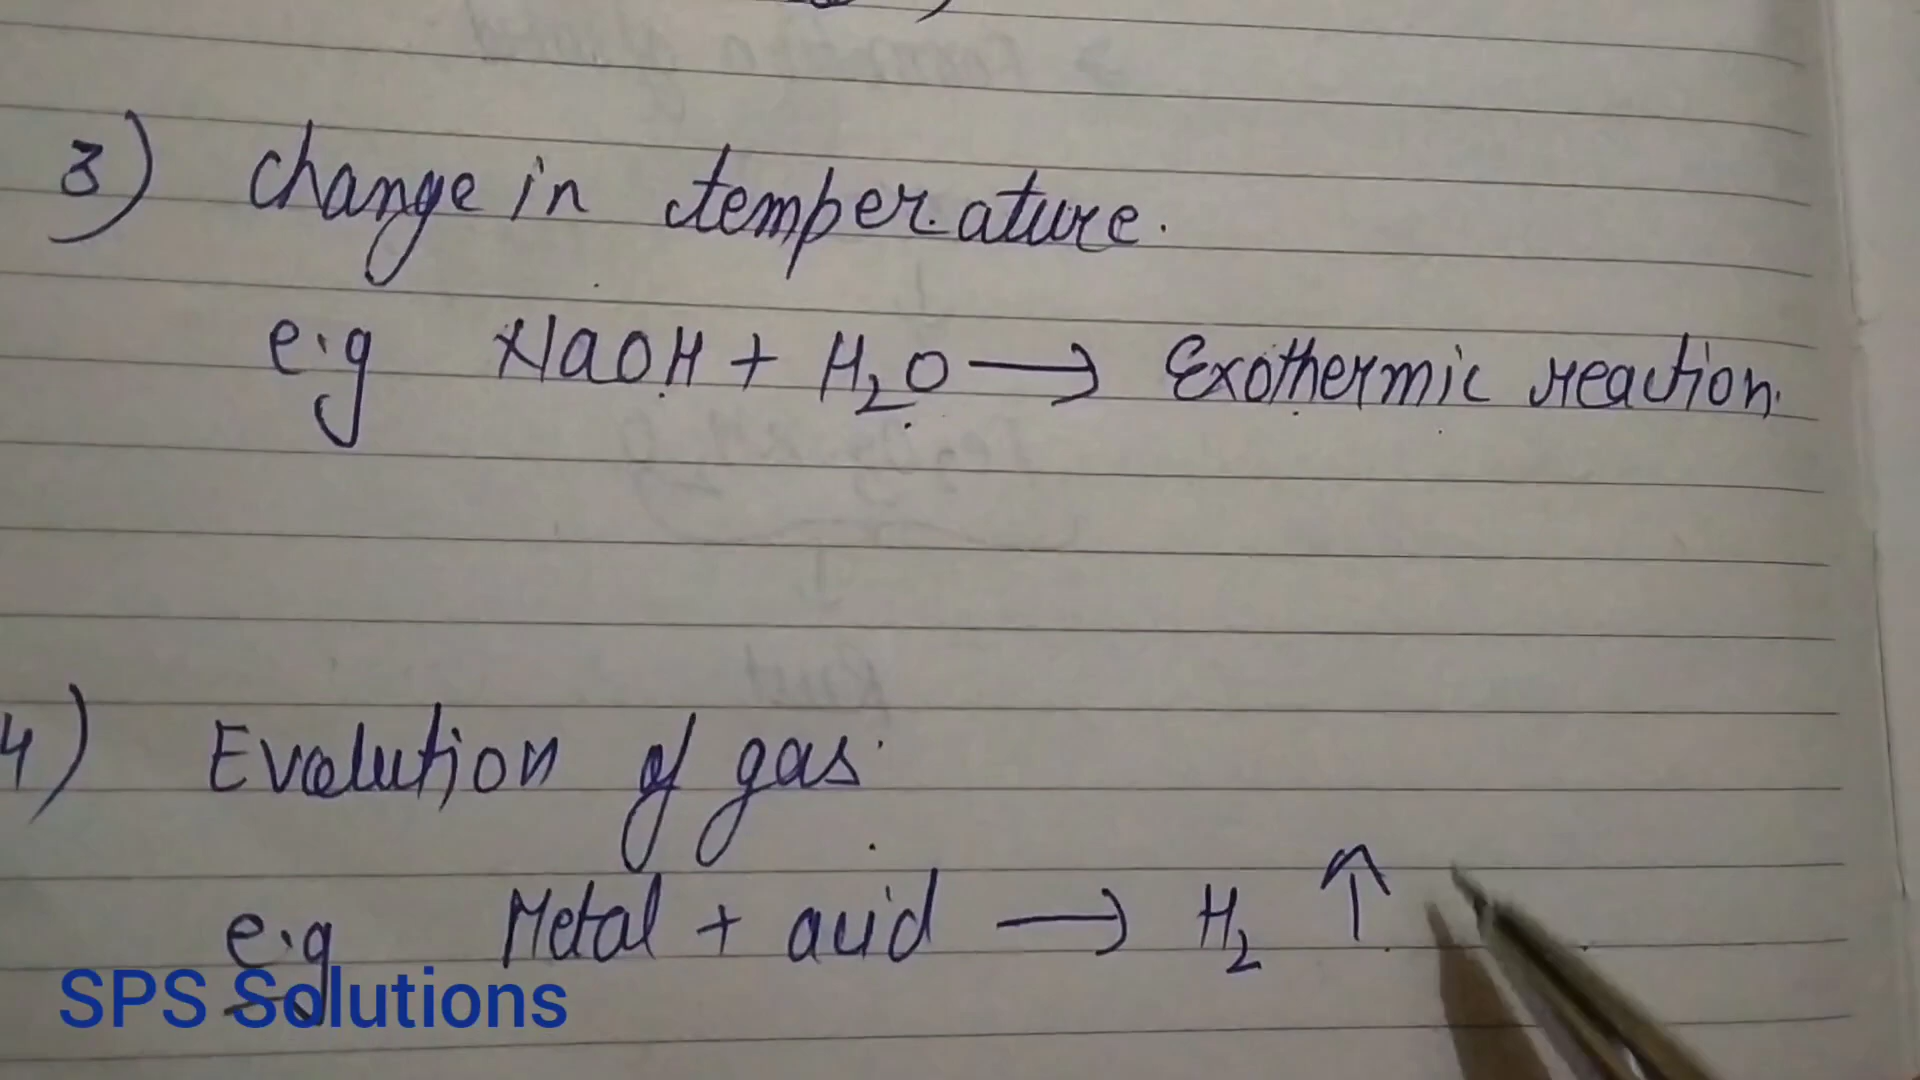 3) Change in temperature.
e.g NaOH + H₂O → Exothermic reaction.
4) Evolution of gas.
e.g Metal + acid → H₂ ↑
SPS Solutions